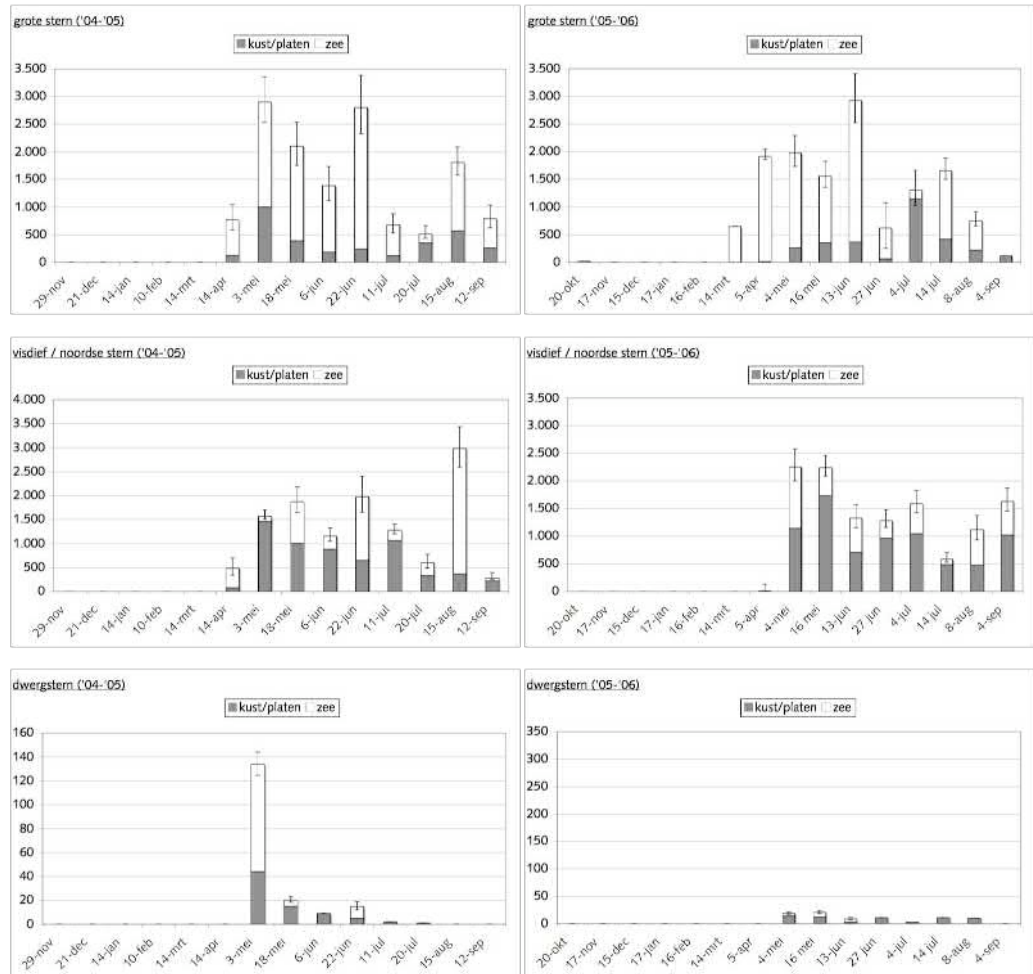 grote stern ('04-'05)
kust/platen zee
3.500
3.000
2.500
2.000
1.500
1.000
500
0
29-nov 21-dec 14-jan 10-feb 14-mrt 14-apr 3-mei 18-mei 6-jun 22-jun 11-jul 20-jul 15-aug 12-sep
grote stern ('05-'06)
kust/platen zee
3.500
3.000
2.500
2.000
1.500
1.000
500
0
20-okt 17-nov 15-dec 17-jan 16-feb 14-mrt 5-apr 4-mei 16 mei 13-jun 27 jun 4-jul 14 jul 8-aug 4-sep
visdief / noordse stern ('04-'05)
kust/platen zee
4.000
3.500
3.000
2.500
2.000
1.500
1.000
500
0
29-nov 21-dec 14-jan 10-feb 14-mrt 14-apr 3-mei 18-mei 6-jun 22-jun 11-jul 20-jul 15-aug 12-sep
visdief / noordse stern ('05-'06)
kust/platen zee
3.500
3.000
2.500
2.000
1.500
1.000
500
0
20-okt 17-nov 15-dec 17-jan 16-feb 14-mrt 5-apr 4-mei 16 mei 13-jun 27 jun 4-jul 14 jul 8-aug 4-sep
dwergstern ('04-'05)
kust/platen zee
160
140
120
100
80
60
40
20
0
29-nov 21-dec 14-jan 10-feb 14-mrt 14-apr 3-mei 18-mei 6-jun 22-jun 11-jul 20-jul 15-aug 12-sep
dwergstern ('05-'06)
kust/platen zee
350
300
250
200
150
100
50
0
20-okt 17-nov 15-dec 17-jan 16-feb 14-mrt 5-apr 4-mei 16 mei 13-jun 27-jun 4-jul 14 jul 8-aug 4-sep